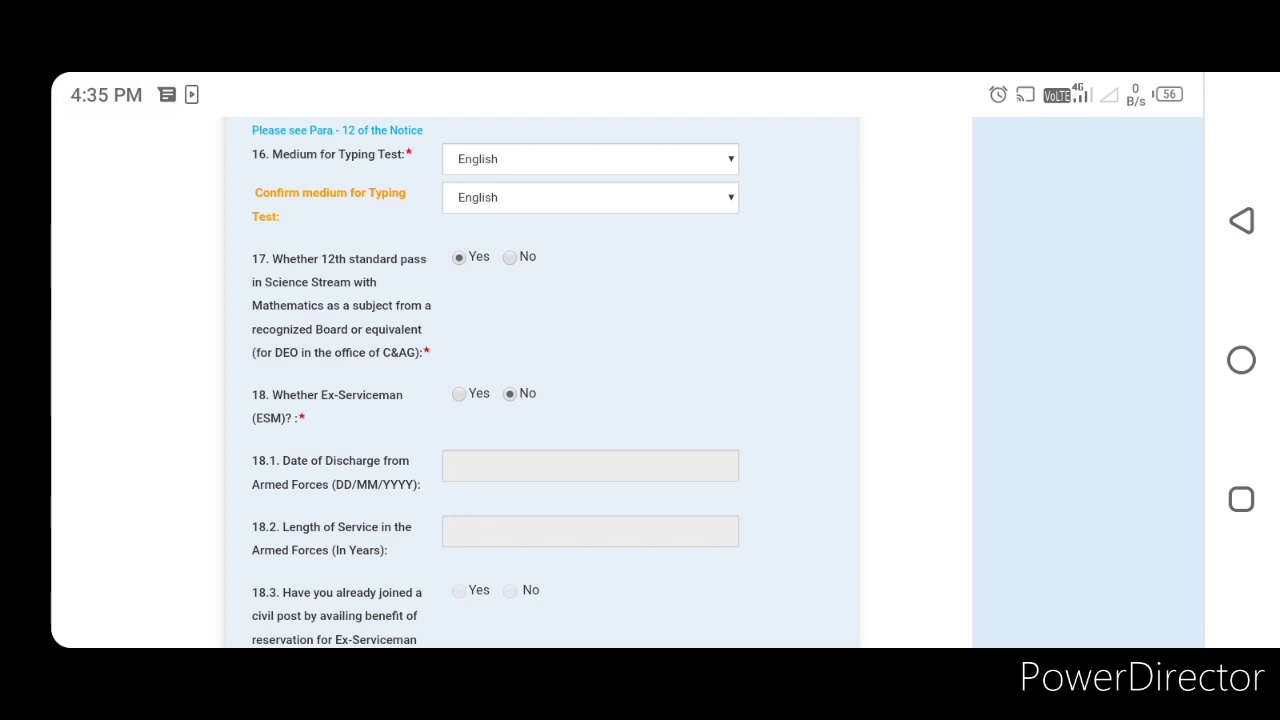 4:35 PM
VoLTE 4G 0 B/s 56
Please see Para - 12 of the Notice
16. Medium for Typing Test:* English
Confirm medium for Typing Test: English
17. Whether 12th standard pass Yes No
in Science Stream with
Mathematics as a subject from a
recognized Board or equivalent
(for DEO in the office of C&AG):*
18. Whether Ex-Serviceman Yes No
(ESM)? :*
18.1. Date of Discharge from
Armed Forces (DD/MM/YYYY):
18.2. Length of Service in the
Armed Forces (In Years):
18.3. Have you already joined a Yes No
civil post by availing benefit of
reservation for Ex-Serviceman
PowerDirector